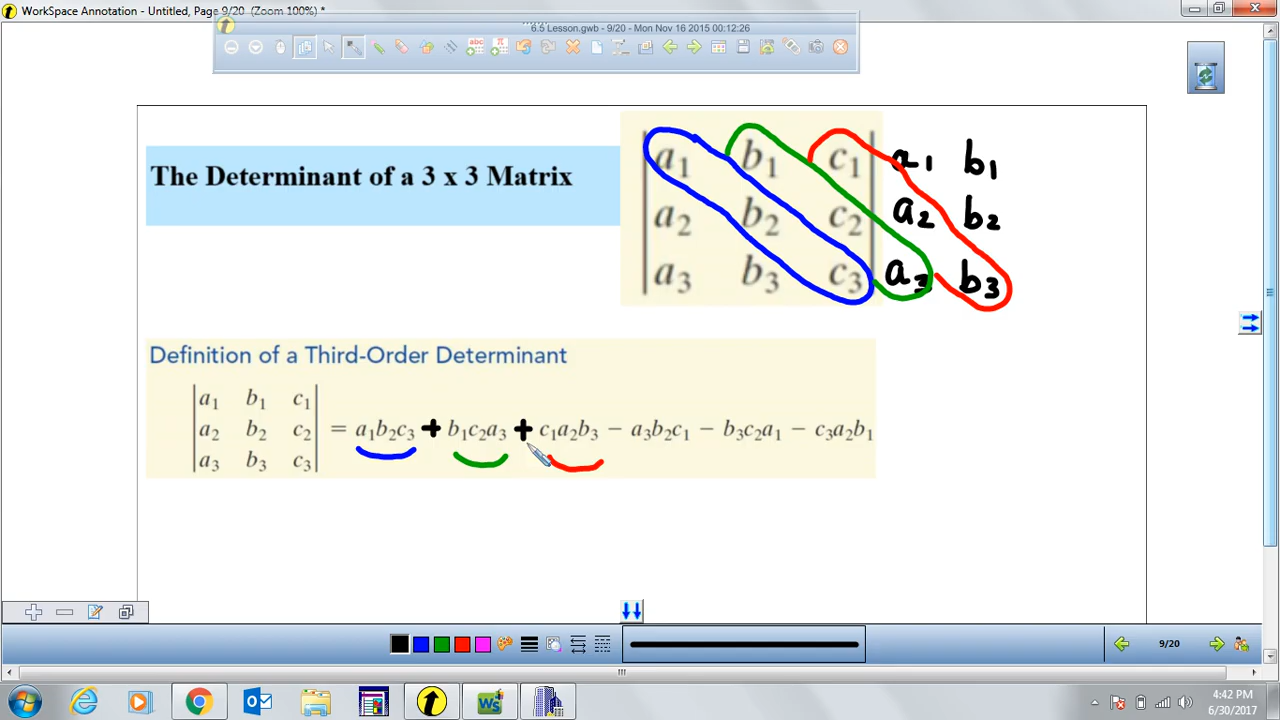 WorkSpace Annotation - Untitled, Page 9/20 (Zoom 100%) *
6.5 Lesson.gwb - 9/20 - Mon Nov 16 2015 00:12:26
abc
π
The Determinant of a 3 x 3 Matrix
a₁ b₁ c₁ a₁ b₁
a₂ b₂ c₂ a₂ b₂
a₃ b₃ c₃ a₃ b₃
Definition of a Third-Order Determinant
a₁ b₁ c₁
a₂ b₂ c₂ = a₁b₂c₃ + b₁c₂a₃ + c₁a₂b₃ − a₃b₂c₁ − b₃c₂a₁ − c₃a₂b₁
a₃ b₃ c₃
9/20
Ws
4:42 PM
6/30/2017